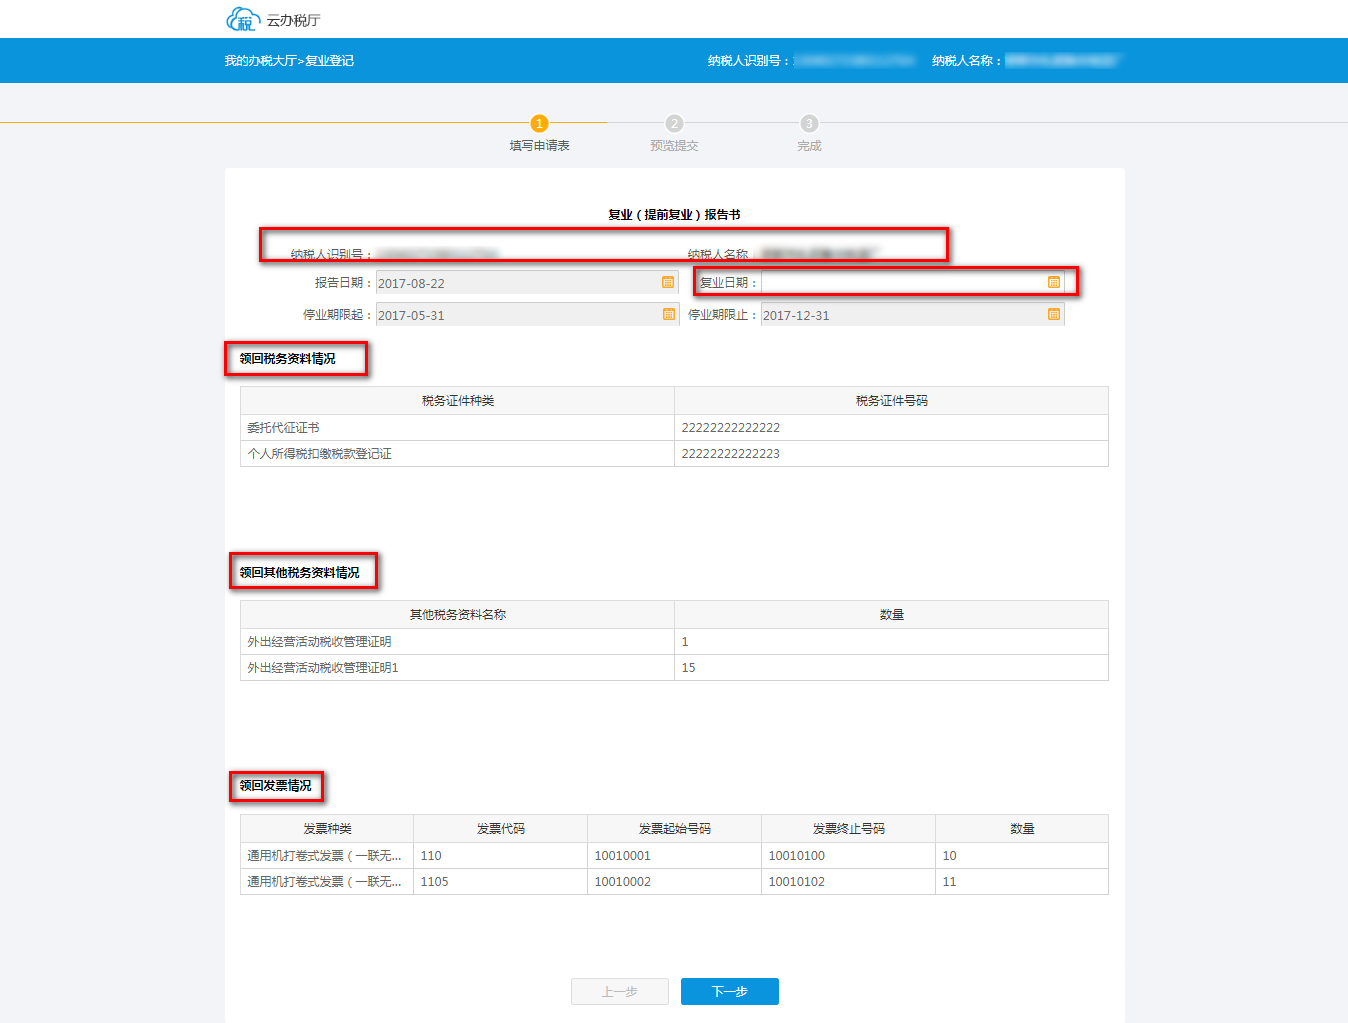 税 云办税厅
我的办税大厅>复业登记 纳税人识别号： 纳税人名称：
1 2 3
填写申请表 预览提交 完成
复业（提前复业）报告书
纳税人识别号： 纳税人名称
报告日期： 2017-08-22 复业日期：
停业期限起： 2017-05-31 停业期限止： 2017-12-31
领回税务资料情况
税务证件种类 税务证件号码
委托代征证书 22222222222222
个人所得税扣缴税款登记证 22222222222223
领回其他税务资料情况
其他税务资料名称 数量
外出经营活动税收管理证明 1
外出经营活动税收管理证明1 15
领回发票情况
发票种类 发票代码 发票起始号码 发票终止号码 数量
通用机打卷式发票（一联无... 110 10010001 10010100 10
通用机打卷式发票（一联无... 1105 10010002 10010102 11
上一步 下一步